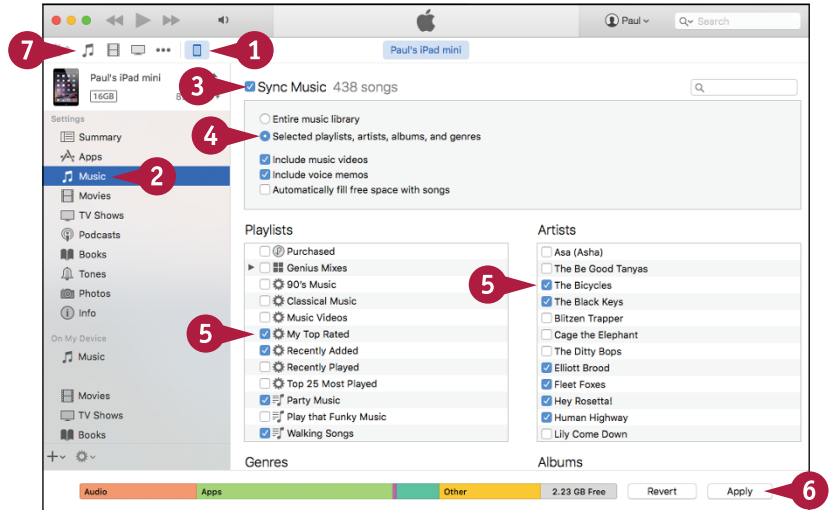 Paul
Search
7
1
Paul's iPad mini
Paul's iPad mini
16GB
3
Sync Music 438 songs
Entire music library
4
Selected playlists, artists, albums, and genres
Include music videos
Include voice memos
Automatically fill free space with songs
Settings
Summary
Apps
Music
2
Movies
TV Shows
Podcasts
Books
Tones
Photos
Info
On My Device
Music
Movies
TV Shows
Books
Playlists
Purchased
Genius Mixes
90's Music
Classical Music
Music Videos
5
My Top Rated
Recently Added
Recently Played
Top 25 Most Played
Party Music
Play that Funky Music
Walking Songs
Artists
Asa (Asha)
The Be Good Tanyas
5
The Bicycles
The Black Keys
Blitzen Trapper
Cage the Elephant
The Ditty Bops
Elliott Brood
Fleet Foxes
Hey Rosetta!
Human Highway
Lily Come Down
Genres
Albums
Audio
Apps
Other
2.23 GB Free
Revert
Apply
6